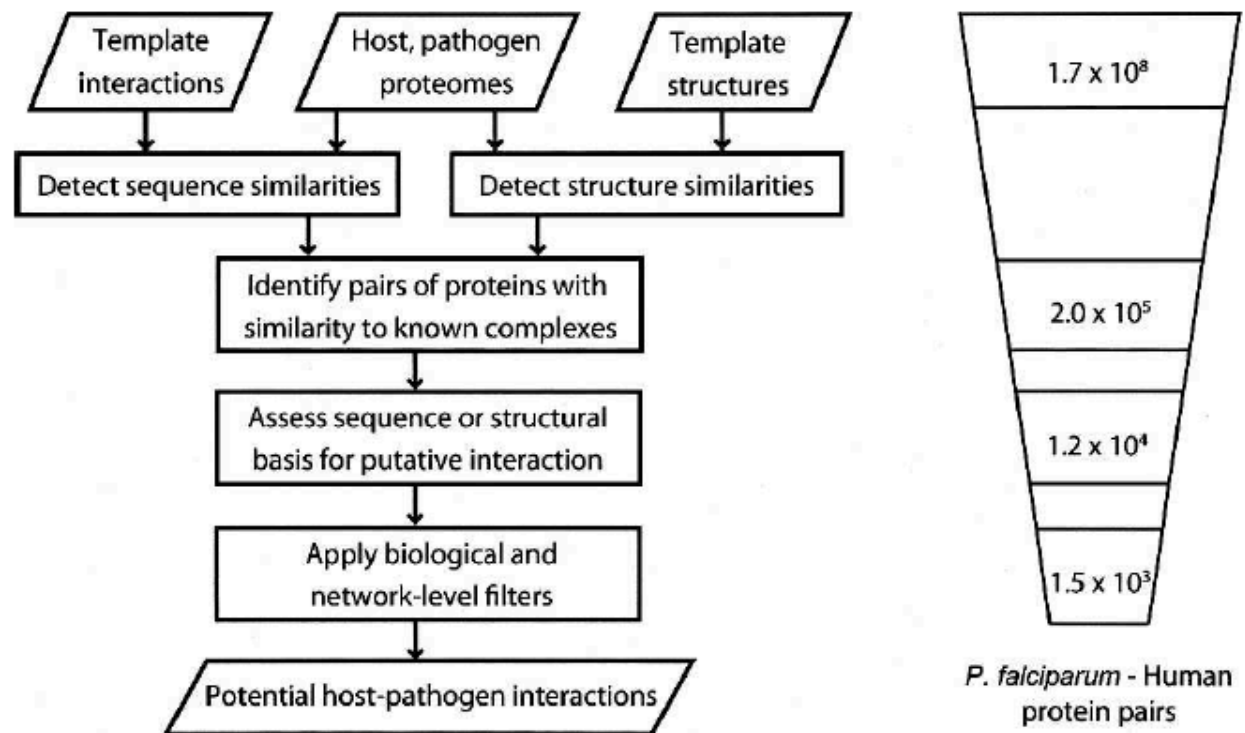 Template
interactions
Host, pathogen
proteomes
Template
structures
Detect sequence similarities
Detect structure similarities
Identify pairs of proteins with
similarity to known complexes
Assess sequence or structural
basis for putative interaction
Apply biological and
network-level filters
Potential host-pathogen interactions
1.7 x 10⁸
2.0 x 10⁵
1.2 x 10⁴
1.5 x 10³
P. falciparum - Human
protein pairs